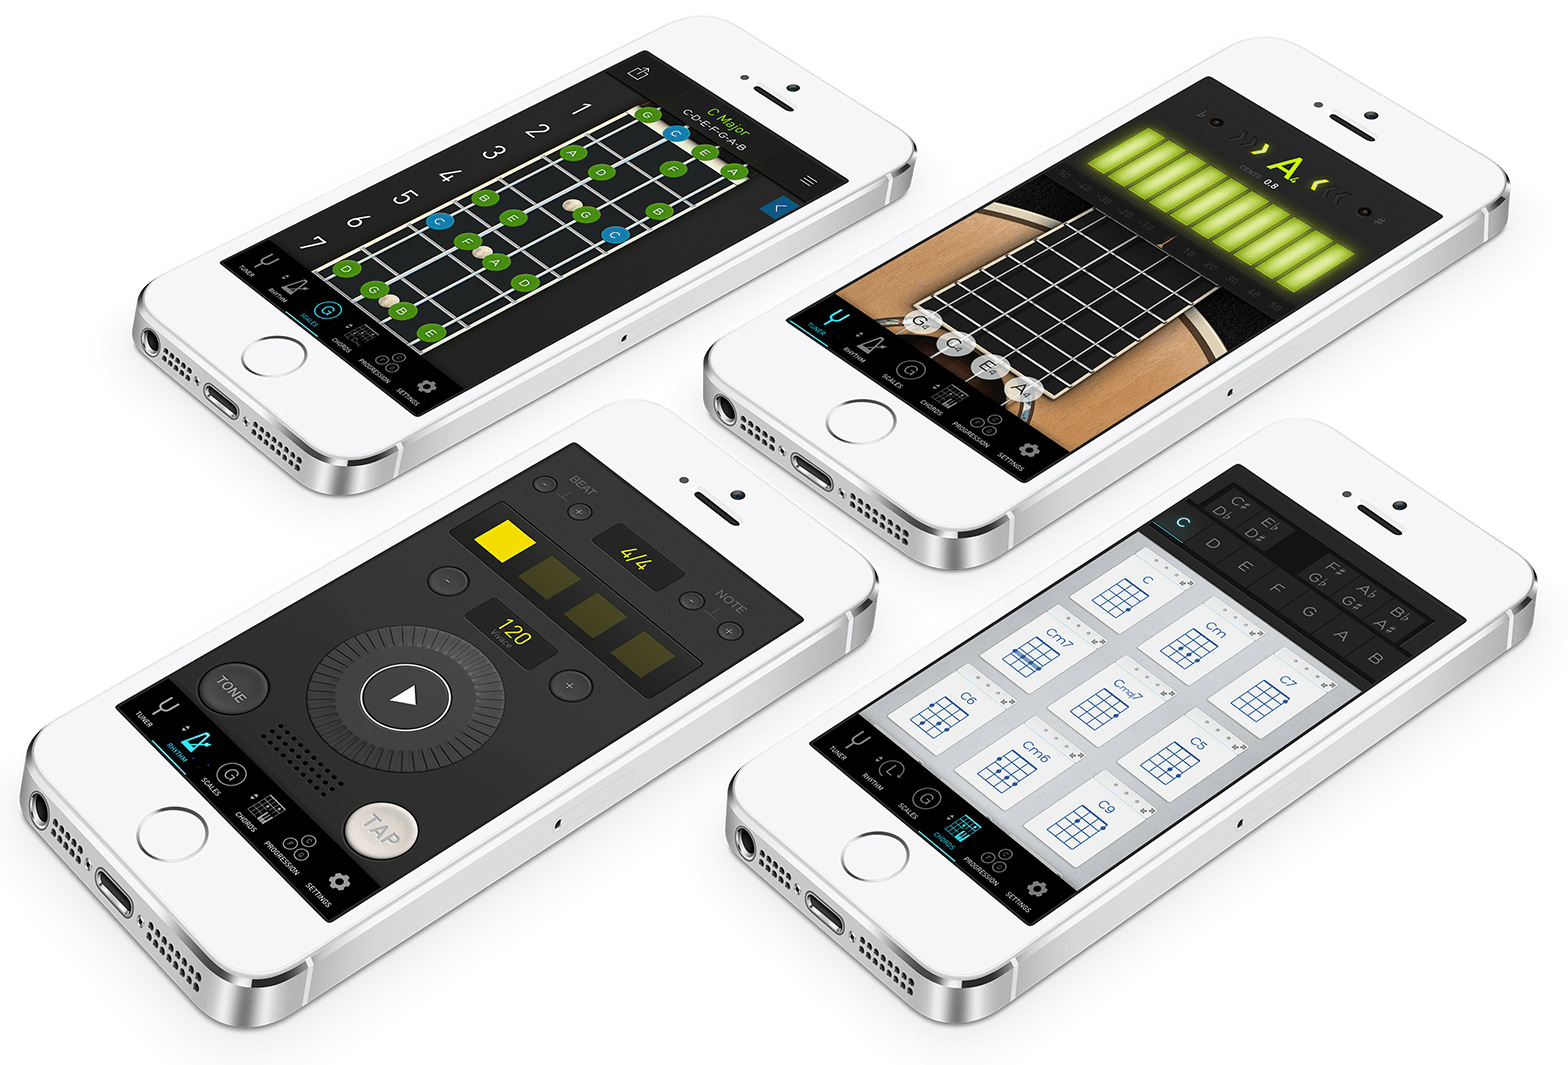 C Major
C-D-E-F-G-A-B
1
2
3
4
5
6
7
G
C
E
A
A
D
F
B
E
G
B
C
F
A
C
D
D
G
B
E
TUNER
RHYTHM
G
SCALES
CHORDS
PROGRESSION
SETTINGS
♭
A4
♯
CENTS 0.8
-50
-40
-30
-20
-10
10
20
30
40
50
G4
C4
E4
A4
TUNER
RHYTHM
G
SCALES
CHORDS
PROGRESSION
SETTINGS
BEAT
-
+
4/4
NOTE
-
+
-
120
Vivace
+
TONE
TAP
TUNER
RHYTHM
G
SCALES
CHORDS
C
F
G
PROGRESSION
SETTINGS
C♯
D♭
E♭
D♯
F♯
G♭
A♭
G♯
B♭
A♯
C
D
E
F
G
A
B
C
Cm
C7
Cm7
Cmaj7
C5
C6
Cm6
C9
TUNER
RHYTHM
G
SCALES
CHORDS
C
F
G
PROGRESSION
SETTINGS